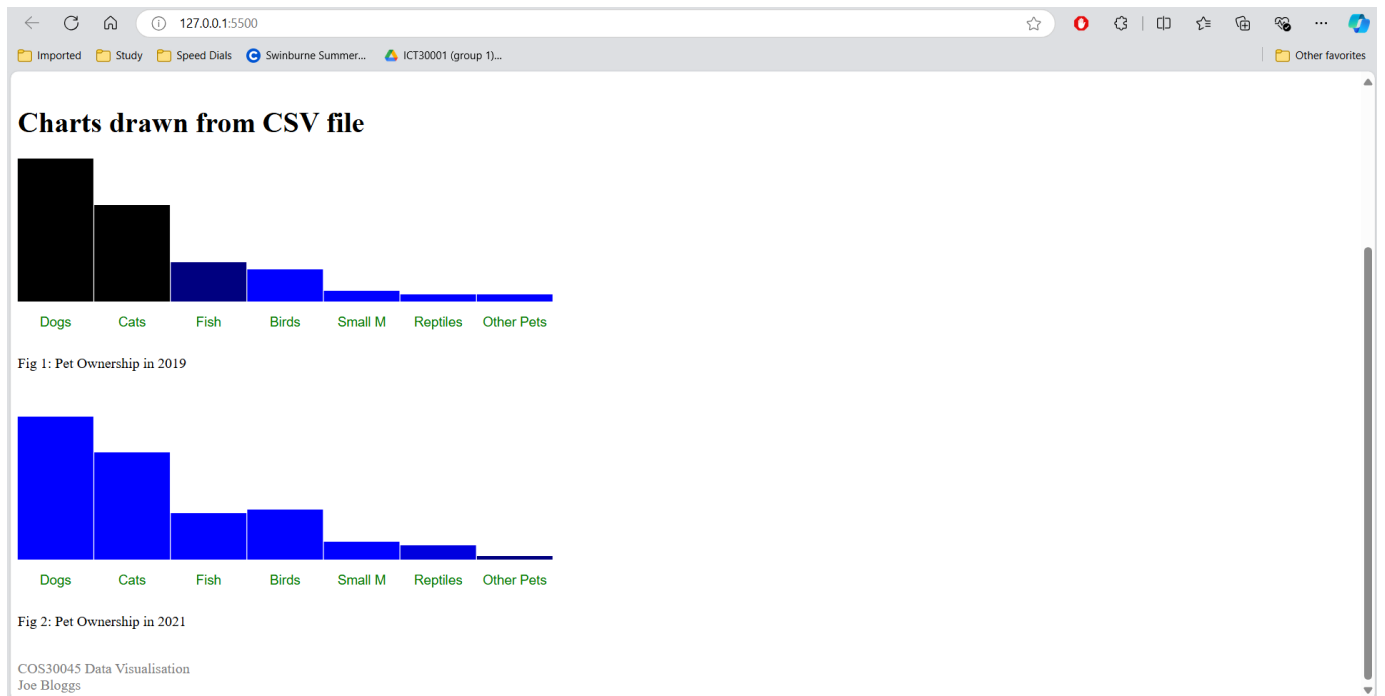 127.0.0.1:5500
Imported Study Speed Dials Swinburne Summer... ICT30001 (group 1)... Other favorites
Charts drawn from CSV file
Dogs Cats Fish Birds Small M Reptiles Other Pets
Fig 1: Pet Ownership in 2019
Dogs Cats Fish Birds Small M Reptiles Other Pets
Fig 2: Pet Ownership in 2021
COS30045 Data Visualisation
Joe Bloggs